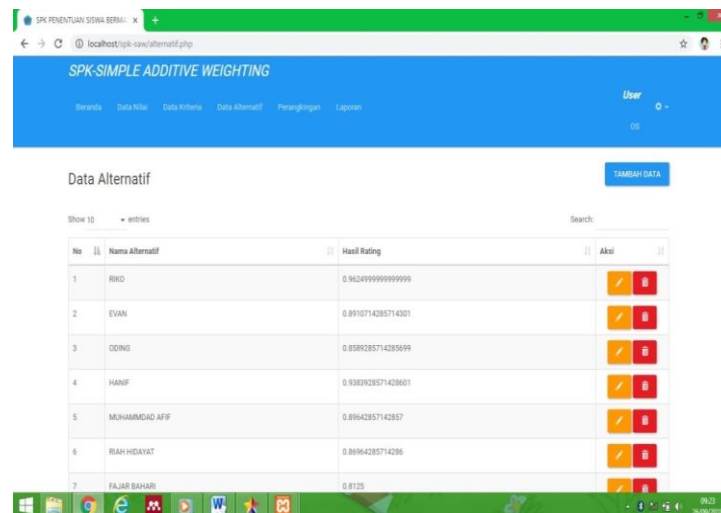 SPK PENENTUAN SISWA BERMA
localhost/spk-saw/alternatif.php
SPK-SIMPLE ADDITIVE WEIGHTING
Beranda Data Nilai Data Kriteria Data Alternatif Perangkingan Laporan
User
OS
Data Alternatif
TAMBAH DATA
Show 10 entries
Search:
No Nama Alternatif Hasil Rating Aksi
1 RIKO 0.9624999999999999
2 EVAN 0.8910714285714301
3 ODING 0.8589285714285699
4 HANIF 0.9383928571428601
5 MUHAMMDAD AFIF 0.89642857142857
6 RIAH HIDAYAT 0.86964285714286
7 FAJAR BAHARI 0.8125
09.23